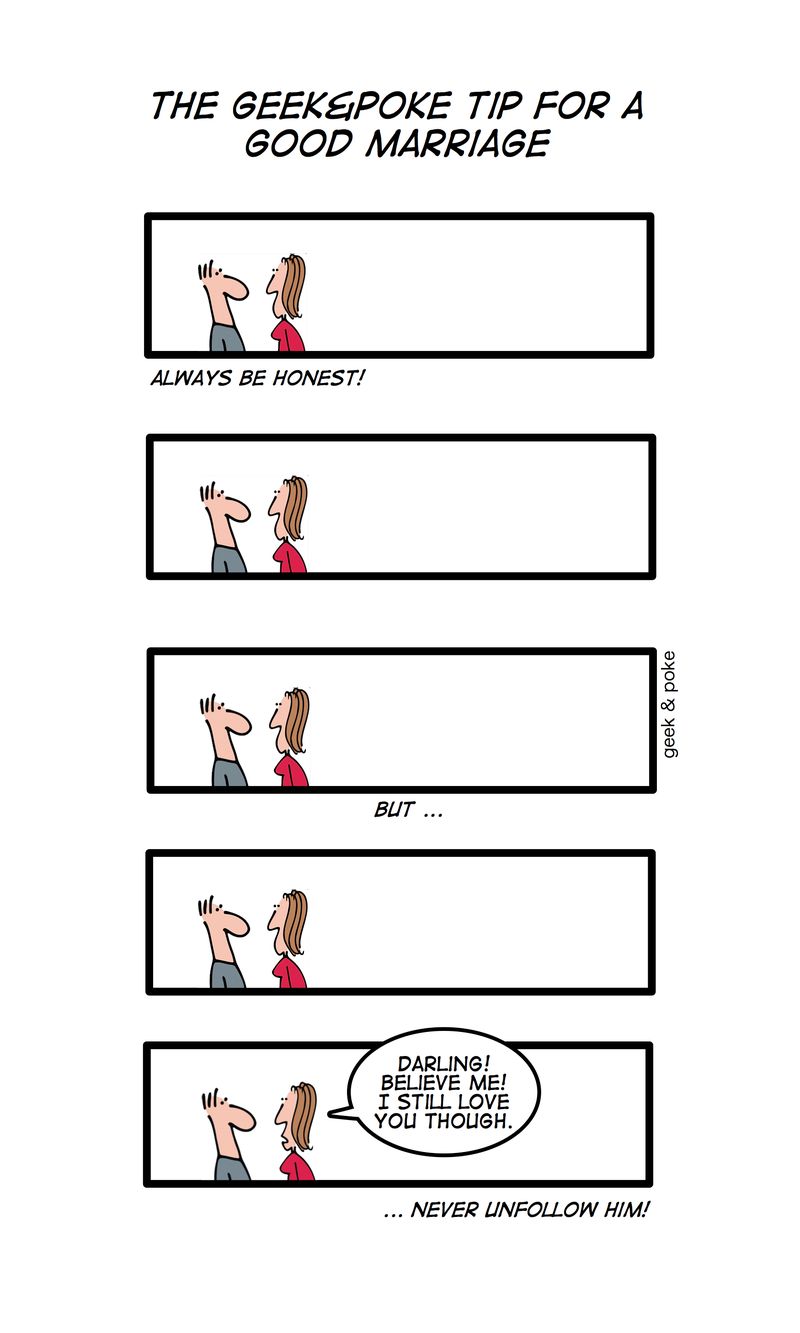 THE GEEK&POKE TIP FOR A
GOOD MARRIAGE
ALWAYS BE HONEST!
geek & poke
BUT ...
DARLING!
BELIEVE ME!
I STILL LOVE
YOU THOUGH.
... NEVER UNFOLLOW HIM!